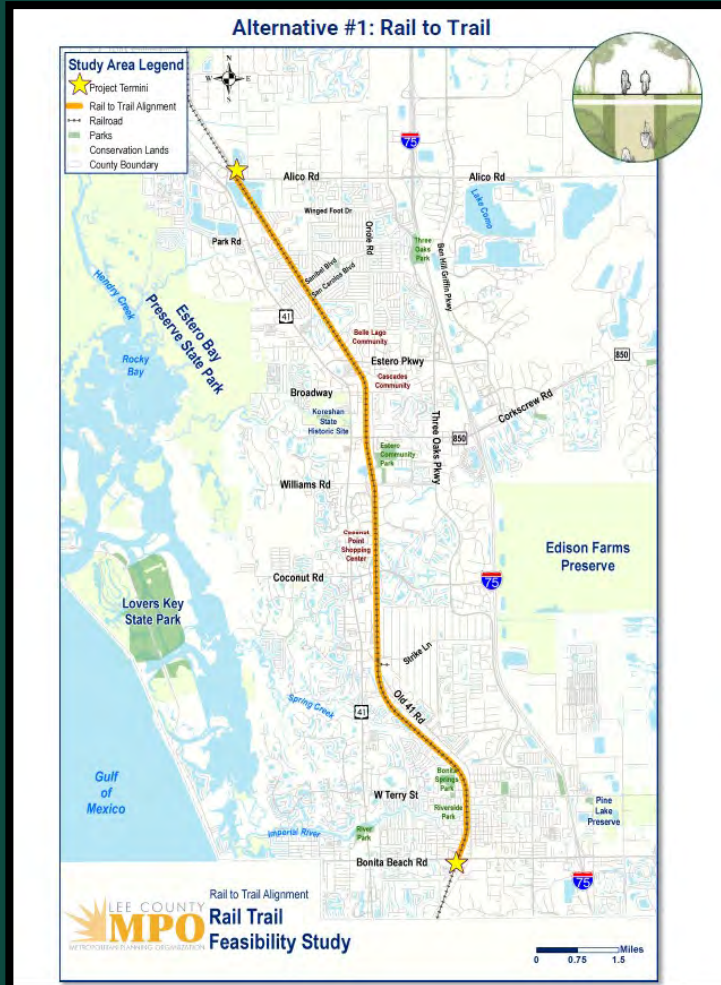 Alternative #1: Rail to Trail
Study Area Legend
Project Termini
Rail to Trail Alignment
Railroad
Parks
Conservation Lands
County Boundary
N
W
E
S
75
Alico Rd
Alico Rd
Winged Foot Dr
Lake Como
Oriole Rd
Park Rd
Three
Oaks
Park
Ben Hill Griffin Pkwy
Sanibel Blvd
San Carlos Blvd
Hendry Creek
Estero Bay
Preserve State Park
41
Belle Lago
Community
Rocky
Bay
Estero Pkwy
850
Cascades
Community
Broadway
Corkscrew Rd
Koreshan
State
Historic Site
Three Oaks Pkwy
850
Estero
Community
Park
Williams Rd
Coconut
Point
Shopping
Center
Edison Farms
Preserve
Coconut Rd
75
Lovers Key
State Park
Strike Ln
Old 41 Rd
Spring Creek
41
Gulf
of
Mexico
Bonita
Springs
Park
W Terry St
Riverside
Park
Pine
Lake
Preserve
Imperial River
River
Park
Bonita Beach Rd
75
LEE COUNTY
MPO
METROPOLITAN PLANNING ORGANIZATION
Rail to Trail Alignment
Rail Trail
Feasibility Study
Miles
0 0.75 1.5